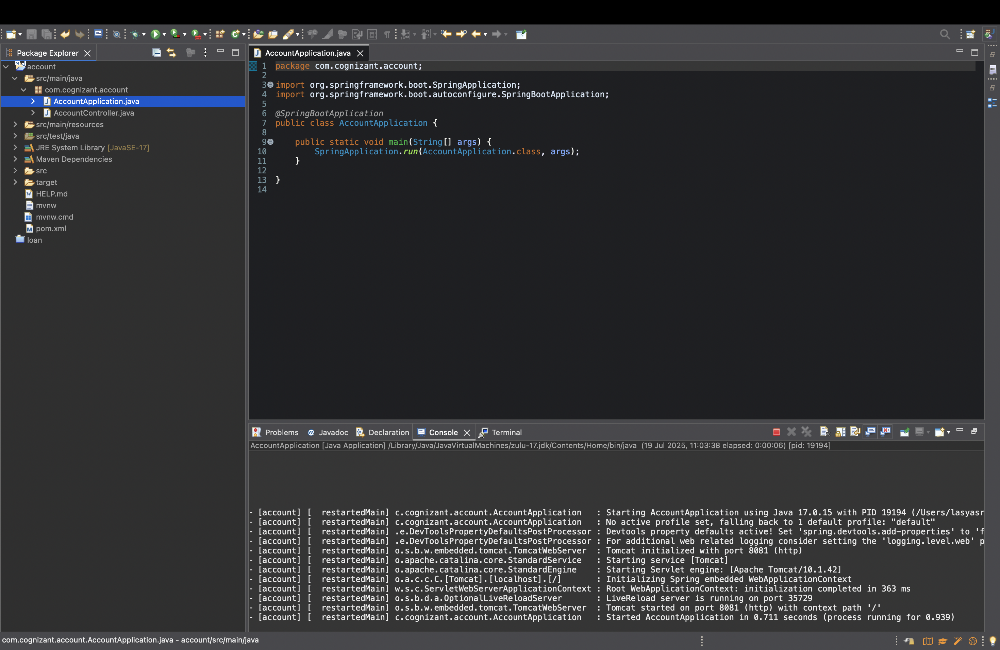 Package Explorer
account
src/main/java
com.cognizant.account
AccountApplication.java
AccountController.java
src/main/resources
src/test/java
JRE System Library [JavaSE-17]
Maven Dependencies
src
target
HELP.md
mvnw
mvnw.cmd
pom.xml
loan
AccountApplication.java
1 package com.cognizant.account;
2
3 import org.springframework.boot.SpringApplication;
4 import org.springframework.boot.autoconfigure.SpringBootApplication;
5
6 @SpringBootApplication
7 public class AccountApplication {
8
9 public static void main(String[] args) {
10 SpringApplication.run(AccountApplication.class, args);
11 }
12
13 }
14
Problems Javadoc Declaration Console Terminal
AccountApplication [Java Application] /Library/Java/JavaVirtualMachines/zulu-17.jdk/Contents/Home/bin/java (19 Jul 2025, 11:03:38 elapsed: 0:00:06) [pid: 19194]
- [account] [ restartedMain] c.cognizant.account.AccountApplication : Starting AccountApplication using Java 17.0.15 with PID 19194 (/Users/lasyasr
- [account] [ restartedMain] c.cognizant.account.AccountApplication : No active profile set, falling back to 1 default profile: "default"
- [account] [ restartedMain] .e.DevToolsPropertyDefaultsPostProcessor : Devtools property defaults active! Set 'spring.devtools.add-properties' to 'f
- [account] [ restartedMain] .e.DevToolsPropertyDefaultsPostProcessor : For additional web related logging consider setting the 'logging.level.web' p
- [account] [ restartedMain] o.s.b.w.embedded.tomcat.TomcatWebServer : Tomcat initialized with port 8081 (http)
- [account] [ restartedMain] o.apache.catalina.core.StandardService : Starting service [Tomcat]
- [account] [ restartedMain] o.apache.catalina.core.StandardEngine : Starting Servlet engine: [Apache Tomcat/10.1.42]
- [account] [ restartedMain] o.a.c.c.C.[Tomcat].[localhost].[/] : Initializing Spring embedded WebApplicationContext
- [account] [ restartedMain] w.s.c.ServletWebServerApplicationContext : Root WebApplicationContext: initialization completed in 363 ms
- [account] [ restartedMain] o.s.b.d.a.OptionalLiveReloadServer : LiveReload server is running on port 35729
- [account] [ restartedMain] o.s.b.w.embedded.tomcat.TomcatWebServer : Tomcat started on port 8081 (http) with context path '/'
- [account] [ restartedMain] c.cognizant.account.AccountApplication : Started AccountApplication in 0.711 seconds (process running for 0.939)
com.cognizant.account.AccountApplication.java - account/src/main/java